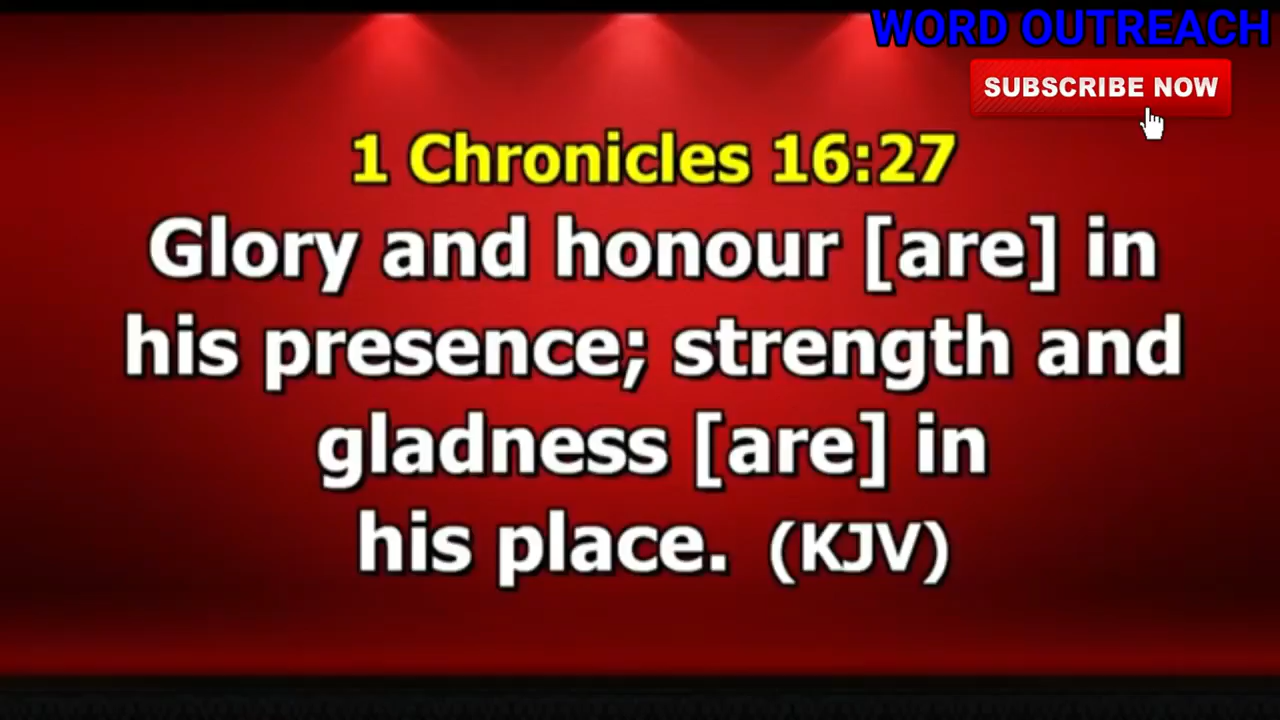 WORD OUTREACH
SUBSCRIBE NOW
1 Chronicles 16:27
Glory and honour [are] in
his presence; strength and
gladness [are] in
his place. (KJV)